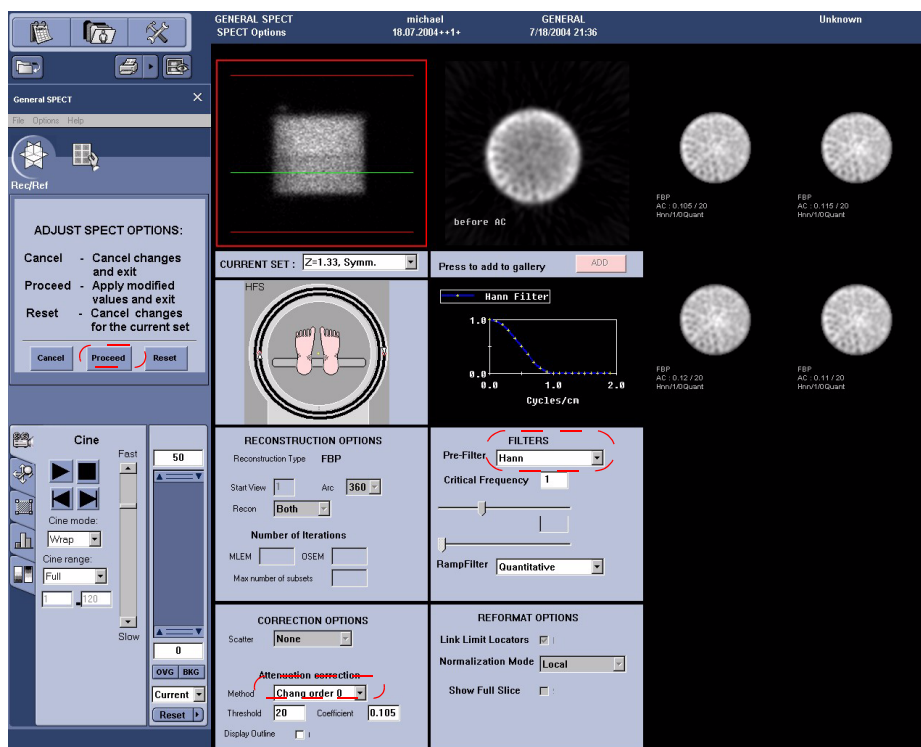 GENERAL SPECT michael GENERAL Unknown
SPECT Options 18.07.2004++1+ 7/18/2004 21:36
General SPECT X
File Options Help
Rec/Ref
ADJUST SPECT OPTIONS:
Cancel - Cancel changes
and exit
Proceed - Apply modified
values and exit
Reset - Cancel changes
for the current set
Cancel Proceed Reset
before AC
CURRENT SET : Z=1.33, Symm.
Press to add to gallery ADD
FBP
AC : 0.105 / 20
Hnn/1/0Quant
FBP
AC : 0.115 / 20
Hnn/1/0Quant
HFS
Hann Filter
1.0
0.0
0.0 1.0 2.0
Cycles/cm
FBP
AC : 0.12 / 20
Hnn/1/0Quant
FBP
AC : 0.11 / 20
Hnn/1/0Quant
Cine
Fast
50
Cine mode:
Wrap
Cine range:
Full
1 - 120
Slow
0
OVG BKG
Current
Reset
RECONSTRUCTION OPTIONS
Reconstruction Type FBP
Start View 1 Arc 360
Recon Both
Number of Iterations
MLEM OSEM
Max number of subsets
FILTERS
Pre-Filter Hann
Critical Frequency 1
RampFilter Quantitative
CORRECTION OPTIONS
Scatter None
Attenuation correction
Method Chang order 0
Threshold 20 Coefficient 0.105
Display Outline
REFORMAT OPTIONS
Link Limit Locators
Normalization Mode Local
Show Full Slice